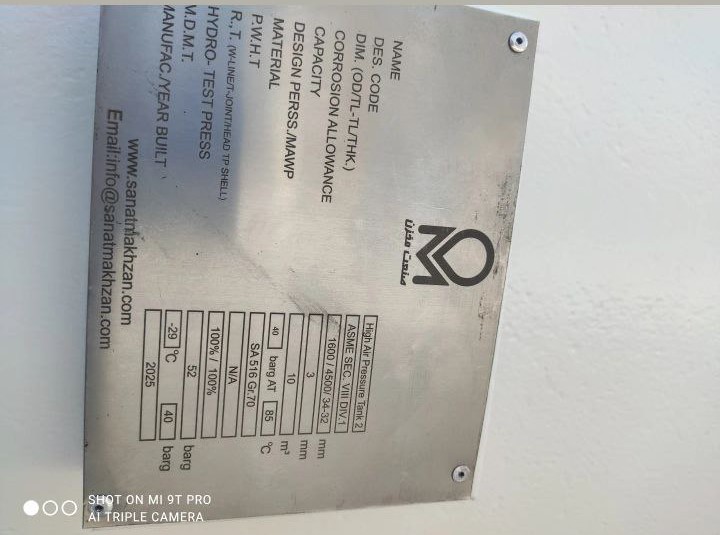 صنعت مخزن
NAME High Air Pressure Tank 2
DES. CODE ASME SEC. VIII DIV.1
DIM. (OD/TL-TL/THK.) 1600 / 4500/ 34-32 mm
CORROSION ALLOWANCE 3 mm
CAPACITY 10 m³
DESIGN PERSS./MAWP 40 barg AT 85 °C
MATERIAL SA 516 Gr.70
P.W.H.T N/A
R.,T. (W-LINE/T-JOINT/HEAD TP SHELL) 100% / 100%
HYDRO- TEST PRESS 52 barg
M.D.M.T. -29 °C 40 barg
MANUFAC./YEAR BUILT 2025
www.sanatmakhzan.com
Email:info@sanatmakhzan.com
SHOT ON MI 9T PRO
AI TRIPLE CAMERA